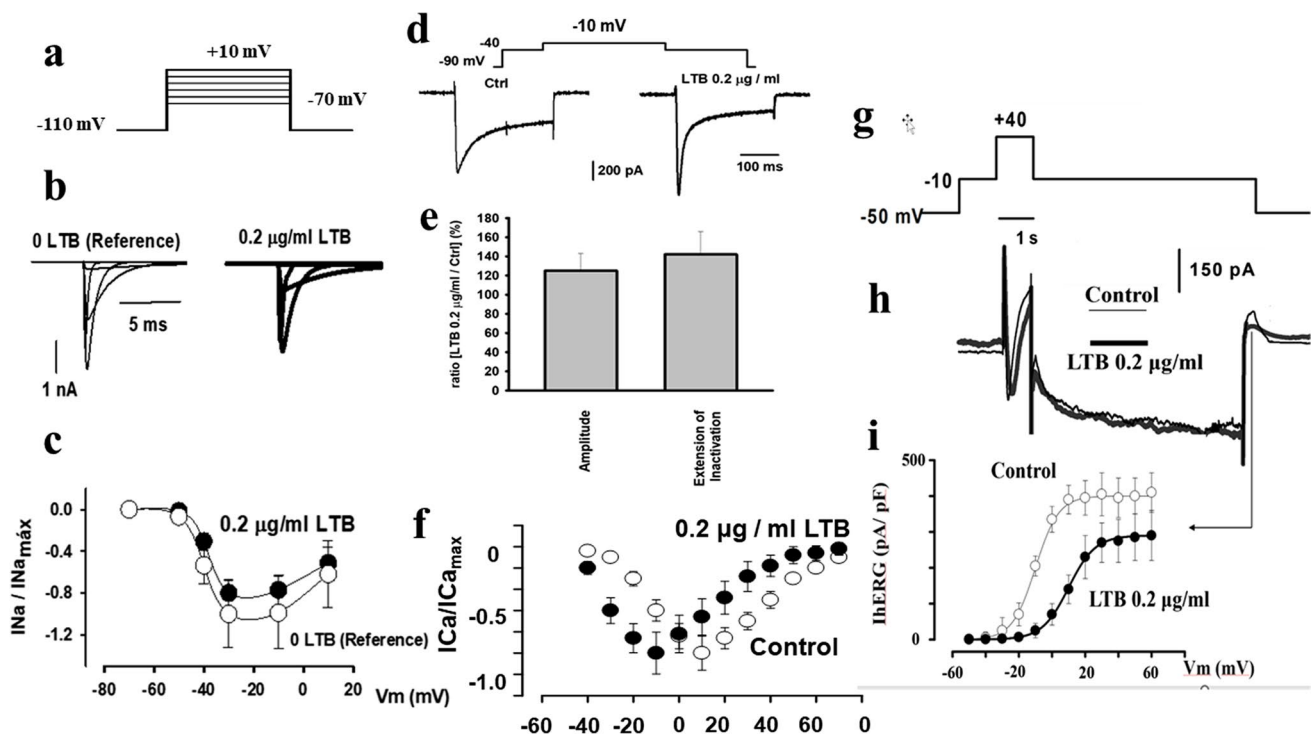 a
+10 mV
-70 mV
-110 mV
b
0 LTB (Reference)
0.2 µg/ml LTB
5 ms
1 nA
c
INa / INa máx
0.0
-0.4
-0.8
-1.2
0.2 µg/ml LTB
0 LTB (Reference)
-80
-60
-40
-20
0
20
Vm (mV)
d
-10 mV
-40
-90 mV
Ctrl
LTB 0.2 µg / ml
200 pA
100 ms
e
ratio [LTB 0.2 µg/ml / Ctrl] (%)
180
160
140
120
100
80
60
40
20
0
Amplitude
Extension of
Inactivation
f
ICa/ICamax
0
-0.5
-1.0
0.2 µg / ml LTB
Control
-60
-40
-20
0
20
40
60
80
g
+40
-10
-50 mV
1 s
150 pA
h
Control
LTB 0.2 µg/ml
i
IhERG (pA/ pF)
500
0
Control
LTB 0.2 µg/ml
-60
-20
20
60
Vm (mV)